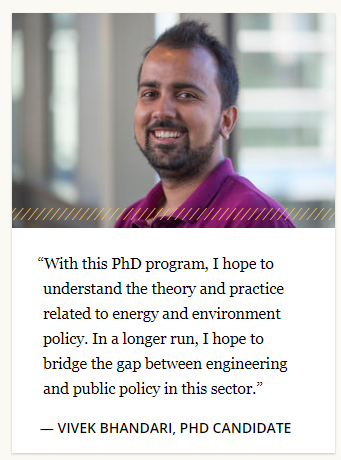 “With this PhD program, I hope to
understand the theory and practice
related to energy and environment
policy. In a longer run, I hope to
bridge the gap between engineering
and public policy in this sector.”
— VIVEK BHANDARI, PHD CANDIDATE